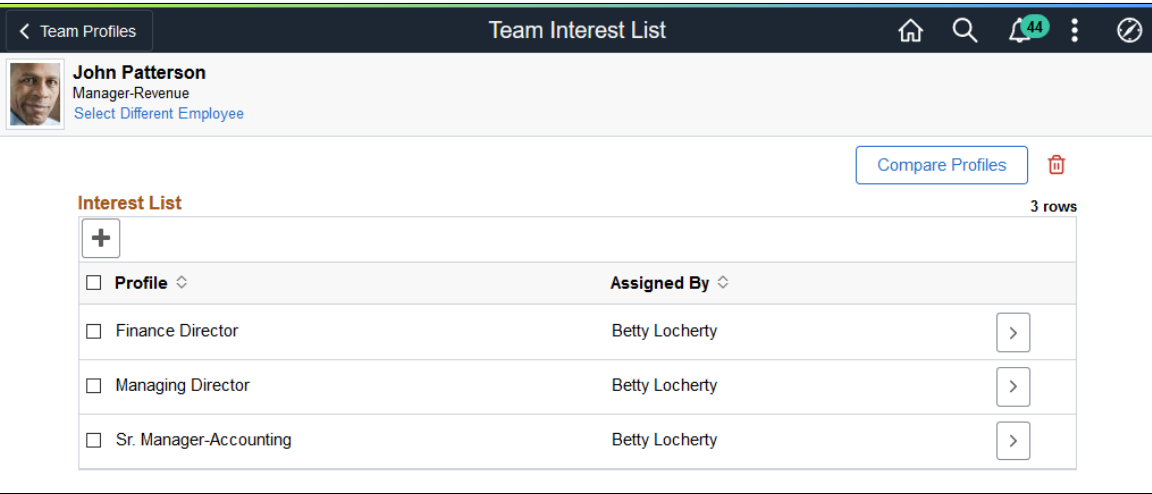 Team Profiles
Team Interest List
44
John Patterson
Manager-Revenue
Select Different Employee
Compare Profiles
Interest List
3 rows
Profile
Assigned By
Finance Director
Betty Locherty
Managing Director
Betty Locherty
Sr. Manager-Accounting
Betty Locherty